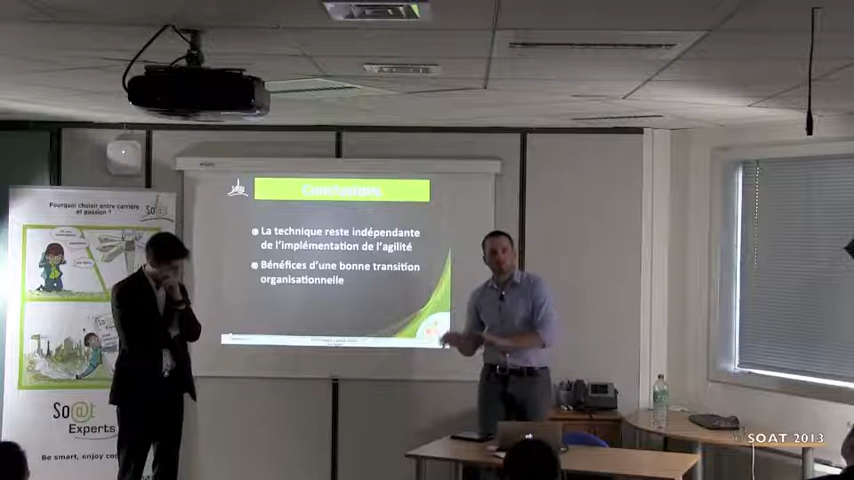 Pourquoi choisir entre carrière
et passion ?
So@t
Conclusions
La technique reste indépendante
de l'implémentation de l'agilité
Bénéfices d'une bonne transition
organisationnelle
So@t
Experts
Be smart, enjoy
SOAT 2013